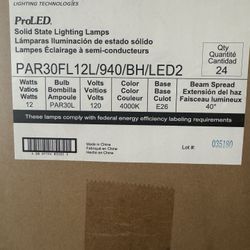 LIGHTING TECHNOLOGIES
ProLED.
Solid State Lighting Lamps
Lámparas Iluminacion de estado sólido
Lampes Éclairage à semi-conducteurs
Qty
Quantité
Cantidad
24
PAR30FL12L/940/BH/LED2
Watts Bulb Volts Color Base Beam Spread
Vatios Bombilla Voltios Color Base Extensión del haz
Watts Ampoule Volts Couleur Culot Faisceau lumineux
12 PAR30L 120 4000K E26 40°
These lamps comply with federal energy efficiency labeling requirements
Made in China
Fabricado en China
Fabriqué en Chine
Lot #: 035180